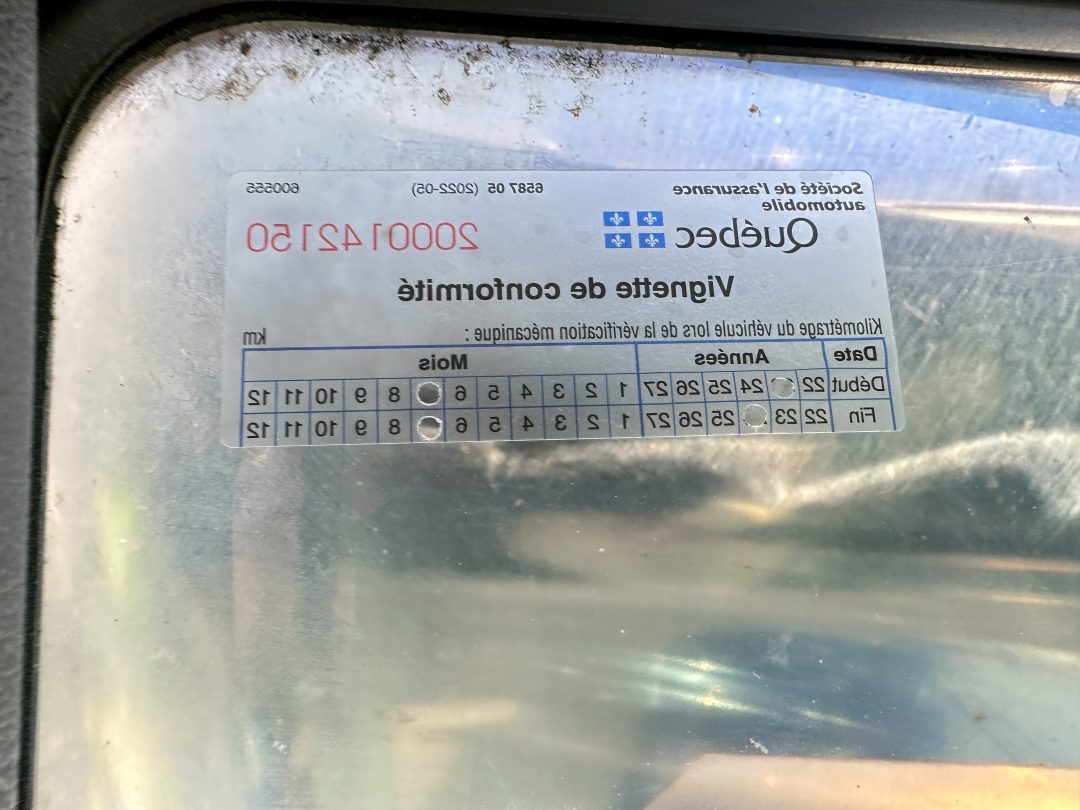 Société de l'assurance
automobile
Québec
6587 05 (2022-05)
600555
2000142150
Vignette de conformité
Kilométrage du véhicule lors de la vérification mécanique : km
Date Années Mois
Début 22 24 25 26 27 1 2 3 4 5 6 8 9 10 11 12
Fin 22 23 25 26 27 1 2 3 4 5 6 8 9 10 11 12